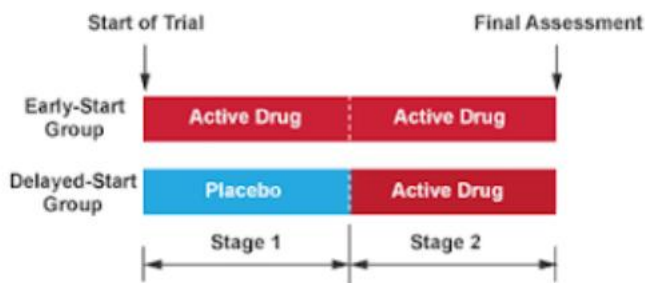 Start of Trial
Final Assessment
Early-Start
Group
Active Drug
Active Drug
Delayed-Start
Group
Placebo
Active Drug
Stage 1
Stage 2